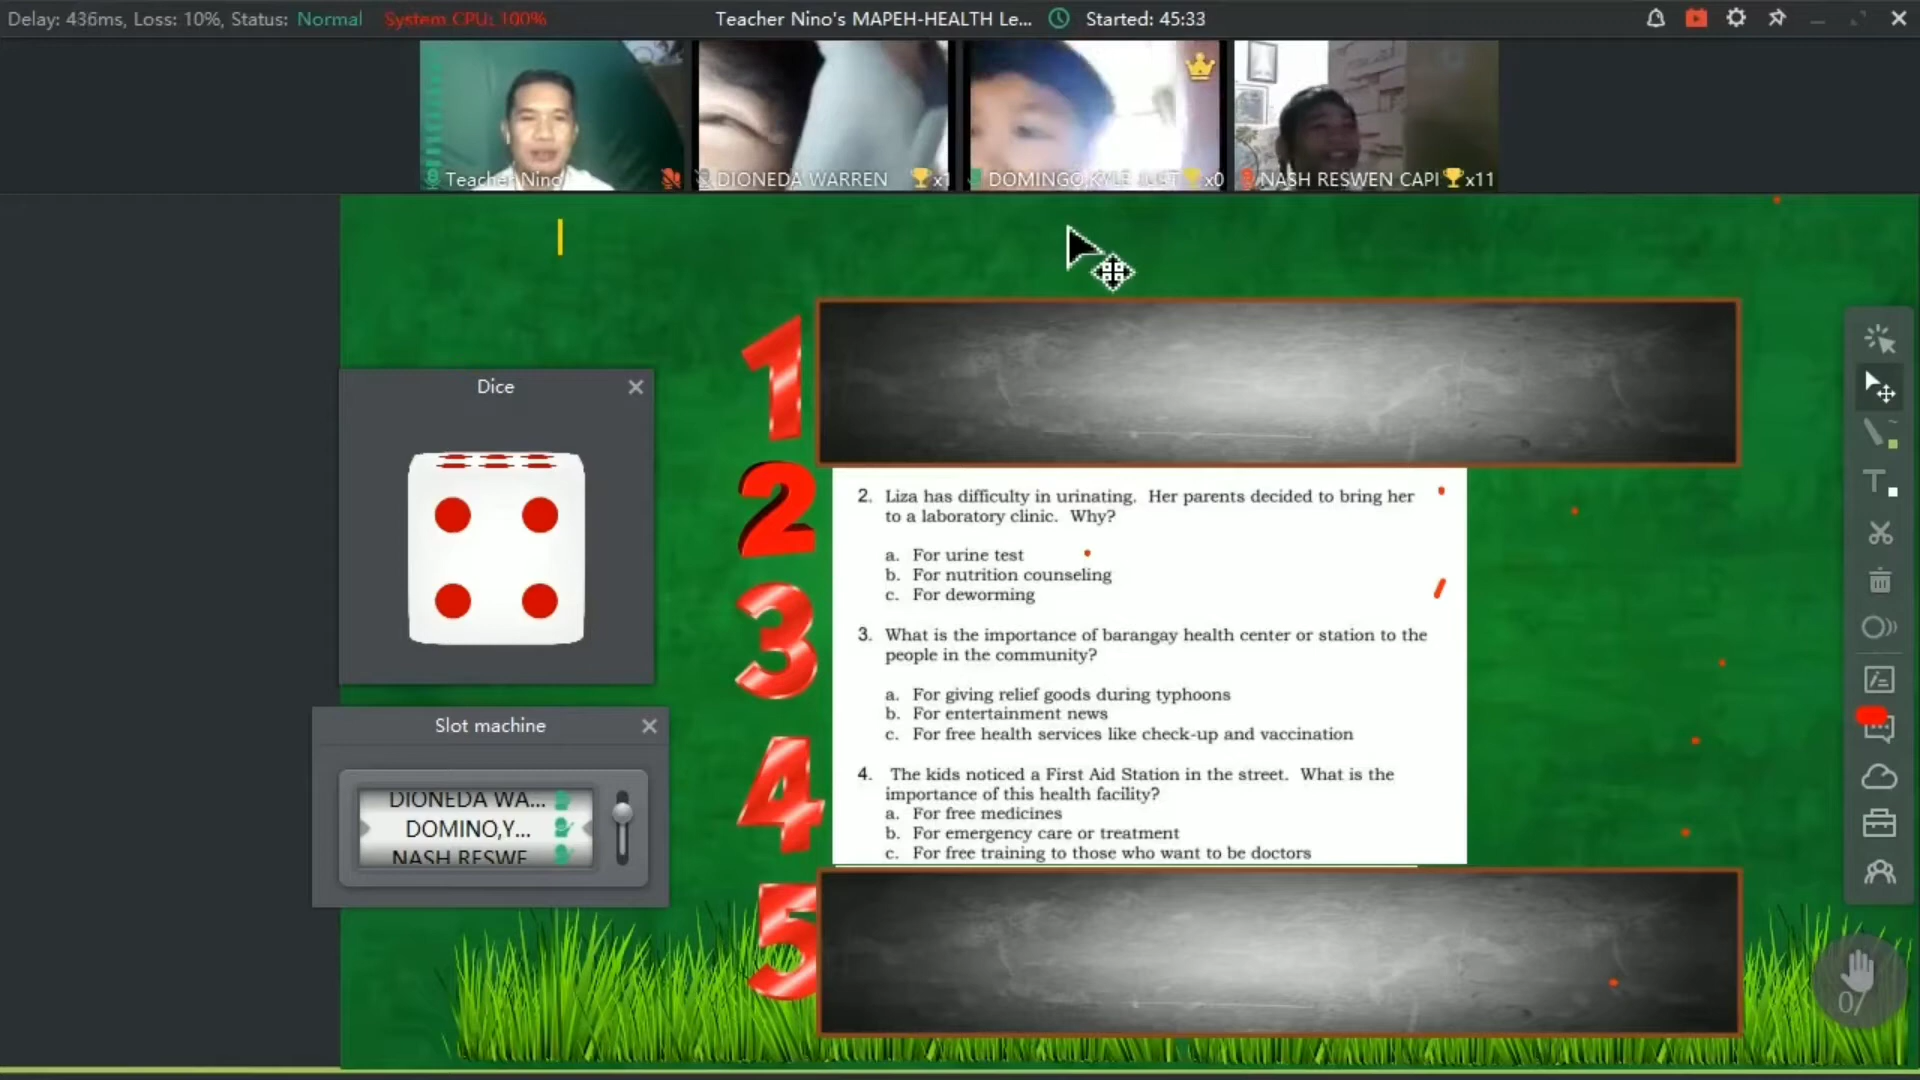 Delay: 436ms, Loss: 10%, Status: Normal System CPU: 100% Teacher Nino's MAPEH-HEALTH Le... Started: 45:33
Teacher Nino DIONEDA WARREN x1 DOMINGO,KYLE x0 NASH RESWEN CAPI x11
1
Dice
2
2. Liza has difficulty in urinating. Her parents decided to bring her
to a laboratory clinic. Why?
a. For urine test
b. For nutrition counseling
c. For deworming
3
3. What is the importance of barangay health center or station to the
people in the community?
a. For giving relief goods during typhoons
b. For entertainment news
c. For free health services like check-up and vaccination
Slot machine
DIONEDA WA...
DOMINO,Y...
NASH RESWE
4
4. The kids noticed a First Aid Station in the street. What is the
importance of this health facility?
a. For free medicines
b. For emergency care or treatment
c. For free training to those who want to be doctors
5
0/